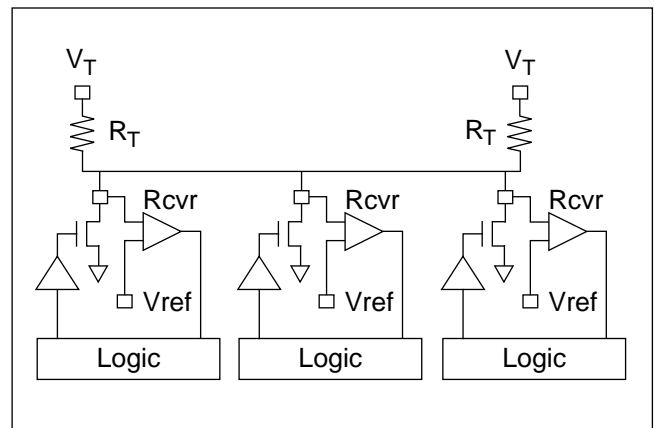 V_T V_T
R_T R_T
Rcvr Rcvr Rcvr
Vref Vref Vref
Logic Logic Logic